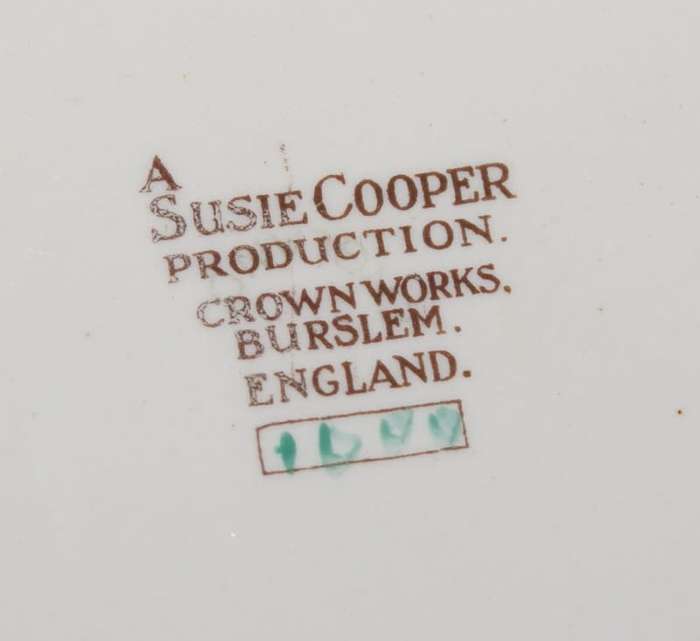 A
SUSIE COOPER
PRODUCTION.
CROWN WORKS.
BURSLEM.
ENGLAND.